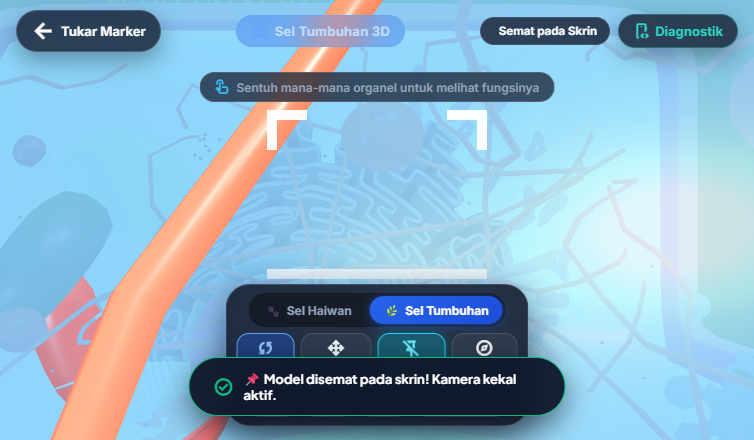 Tukar Marker
Sel Tumbuhan 3D
Semat pada Skrin
Diagnostik
Sentuh mana-mana organel untuk melihat fungsinya
Sel Haiwan
Sel Tumbuhan
Model disemat pada skrin! Kamera kekal
aktif.